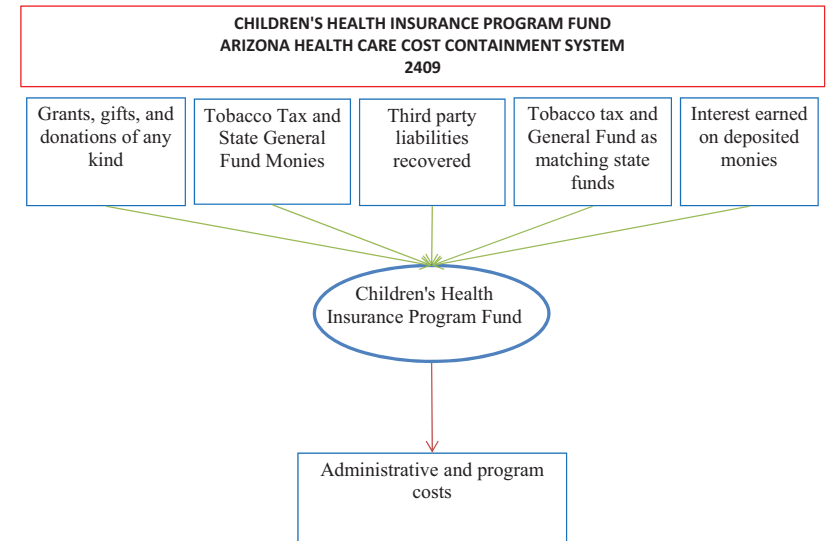 CHILDREN'S HEALTH INSURANCE PROGRAM FUND
ARIZONA HEALTH CARE COST CONTAINMENT SYSTEM
2409
Grants, gifts, and
donations of any
kind
Tobacco Tax and
State General
Fund Monies
Third party
liabilities
recovered
Tobacco tax and
General Fund as
matching state
funds
Interest earned
on deposited
monies
Children's Health
Insurance Program Fund
Administrative and program
costs